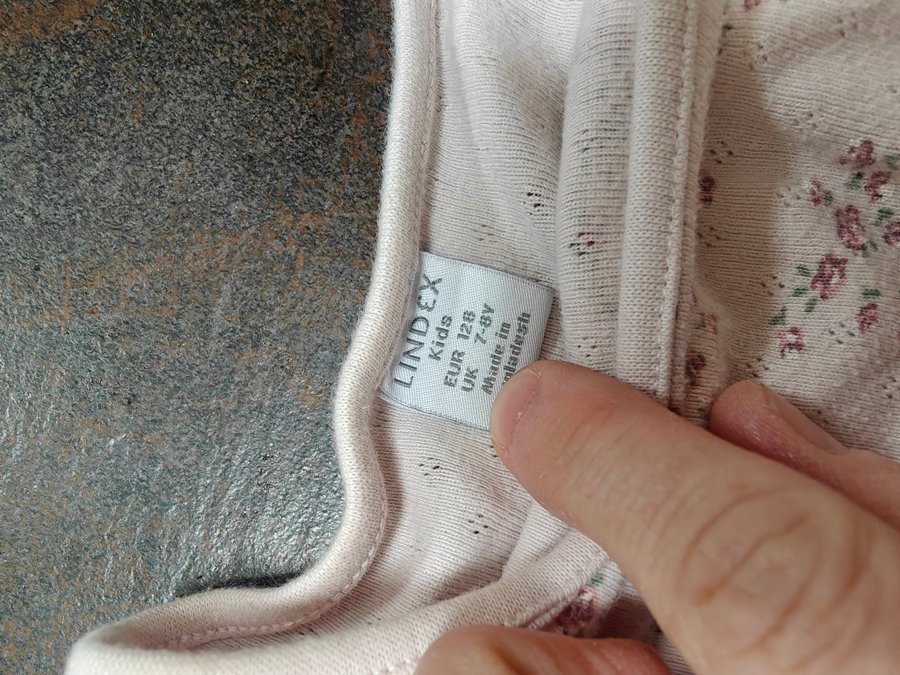 LINDEX
Kids
EUR 128
UK 7-8Y
Made in